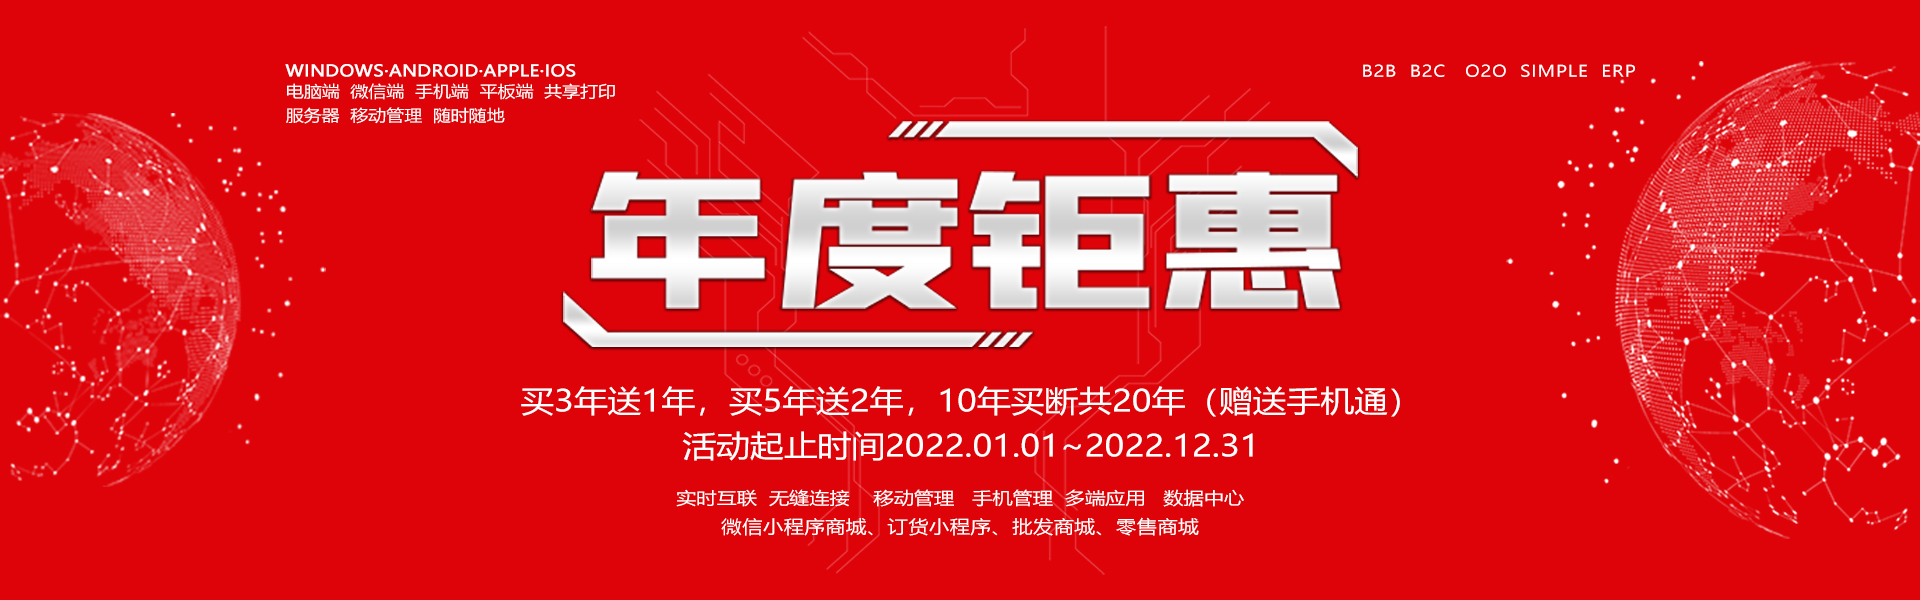 WINDOWS·ANDROID·APPLE·IOS
电脑端 微信端 手机端 平板端 共享打印
服务器 移动管理 随时随地
B2B B2C O2O SIMPLE ERP
年度钜惠
买3年送1年，买5年送2年，10年买断共20年（赠送手机通）
活动起止时间2022.01.01~2022.12.31
实时互联 无缝连接 移动管理 手机管理 多端应用 数据中心
微信小程序商城、订货小程序、批发商城、零售商城